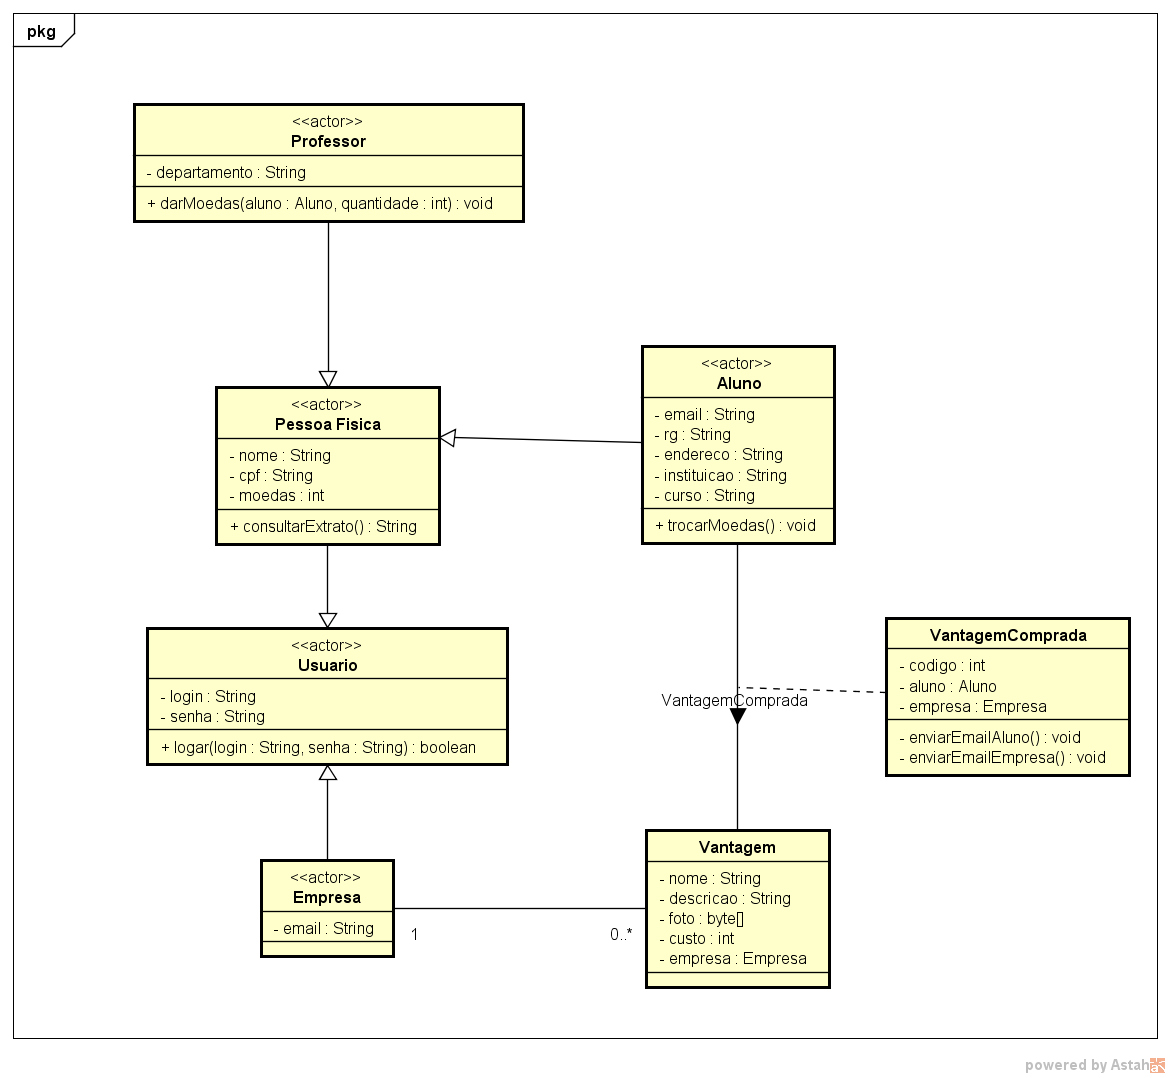 pkg
<<actor>>
Professor
- departamento : String
+ darMoedas(aluno : Aluno, quantidade : int) : void
<<actor>>
Pessoa Fisica
- nome : String
- cpf : String
- moedas : int
+ consultarExtrato() : String
<<actor>>
Aluno
- email : String
- rg : String
- endereco : String
- instituicao : String
- curso : String
+ trocarMoedas() : void
<<actor>>
Usuario
- login : String
- senha : String
+ logar(login : String, senha : String) : boolean
VantagemComprada
VantagemComprada
- codigo : int
- aluno : Aluno
- empresa : Empresa
- enviarEmailAluno() : void
- enviarEmailEmpresa() : void
<<actor>>
Empresa
- email : String
1
0..*
Vantagem
- nome : String
- descricao : String
- foto : byte[]
- custo : int
- empresa : Empresa
powered by Astah